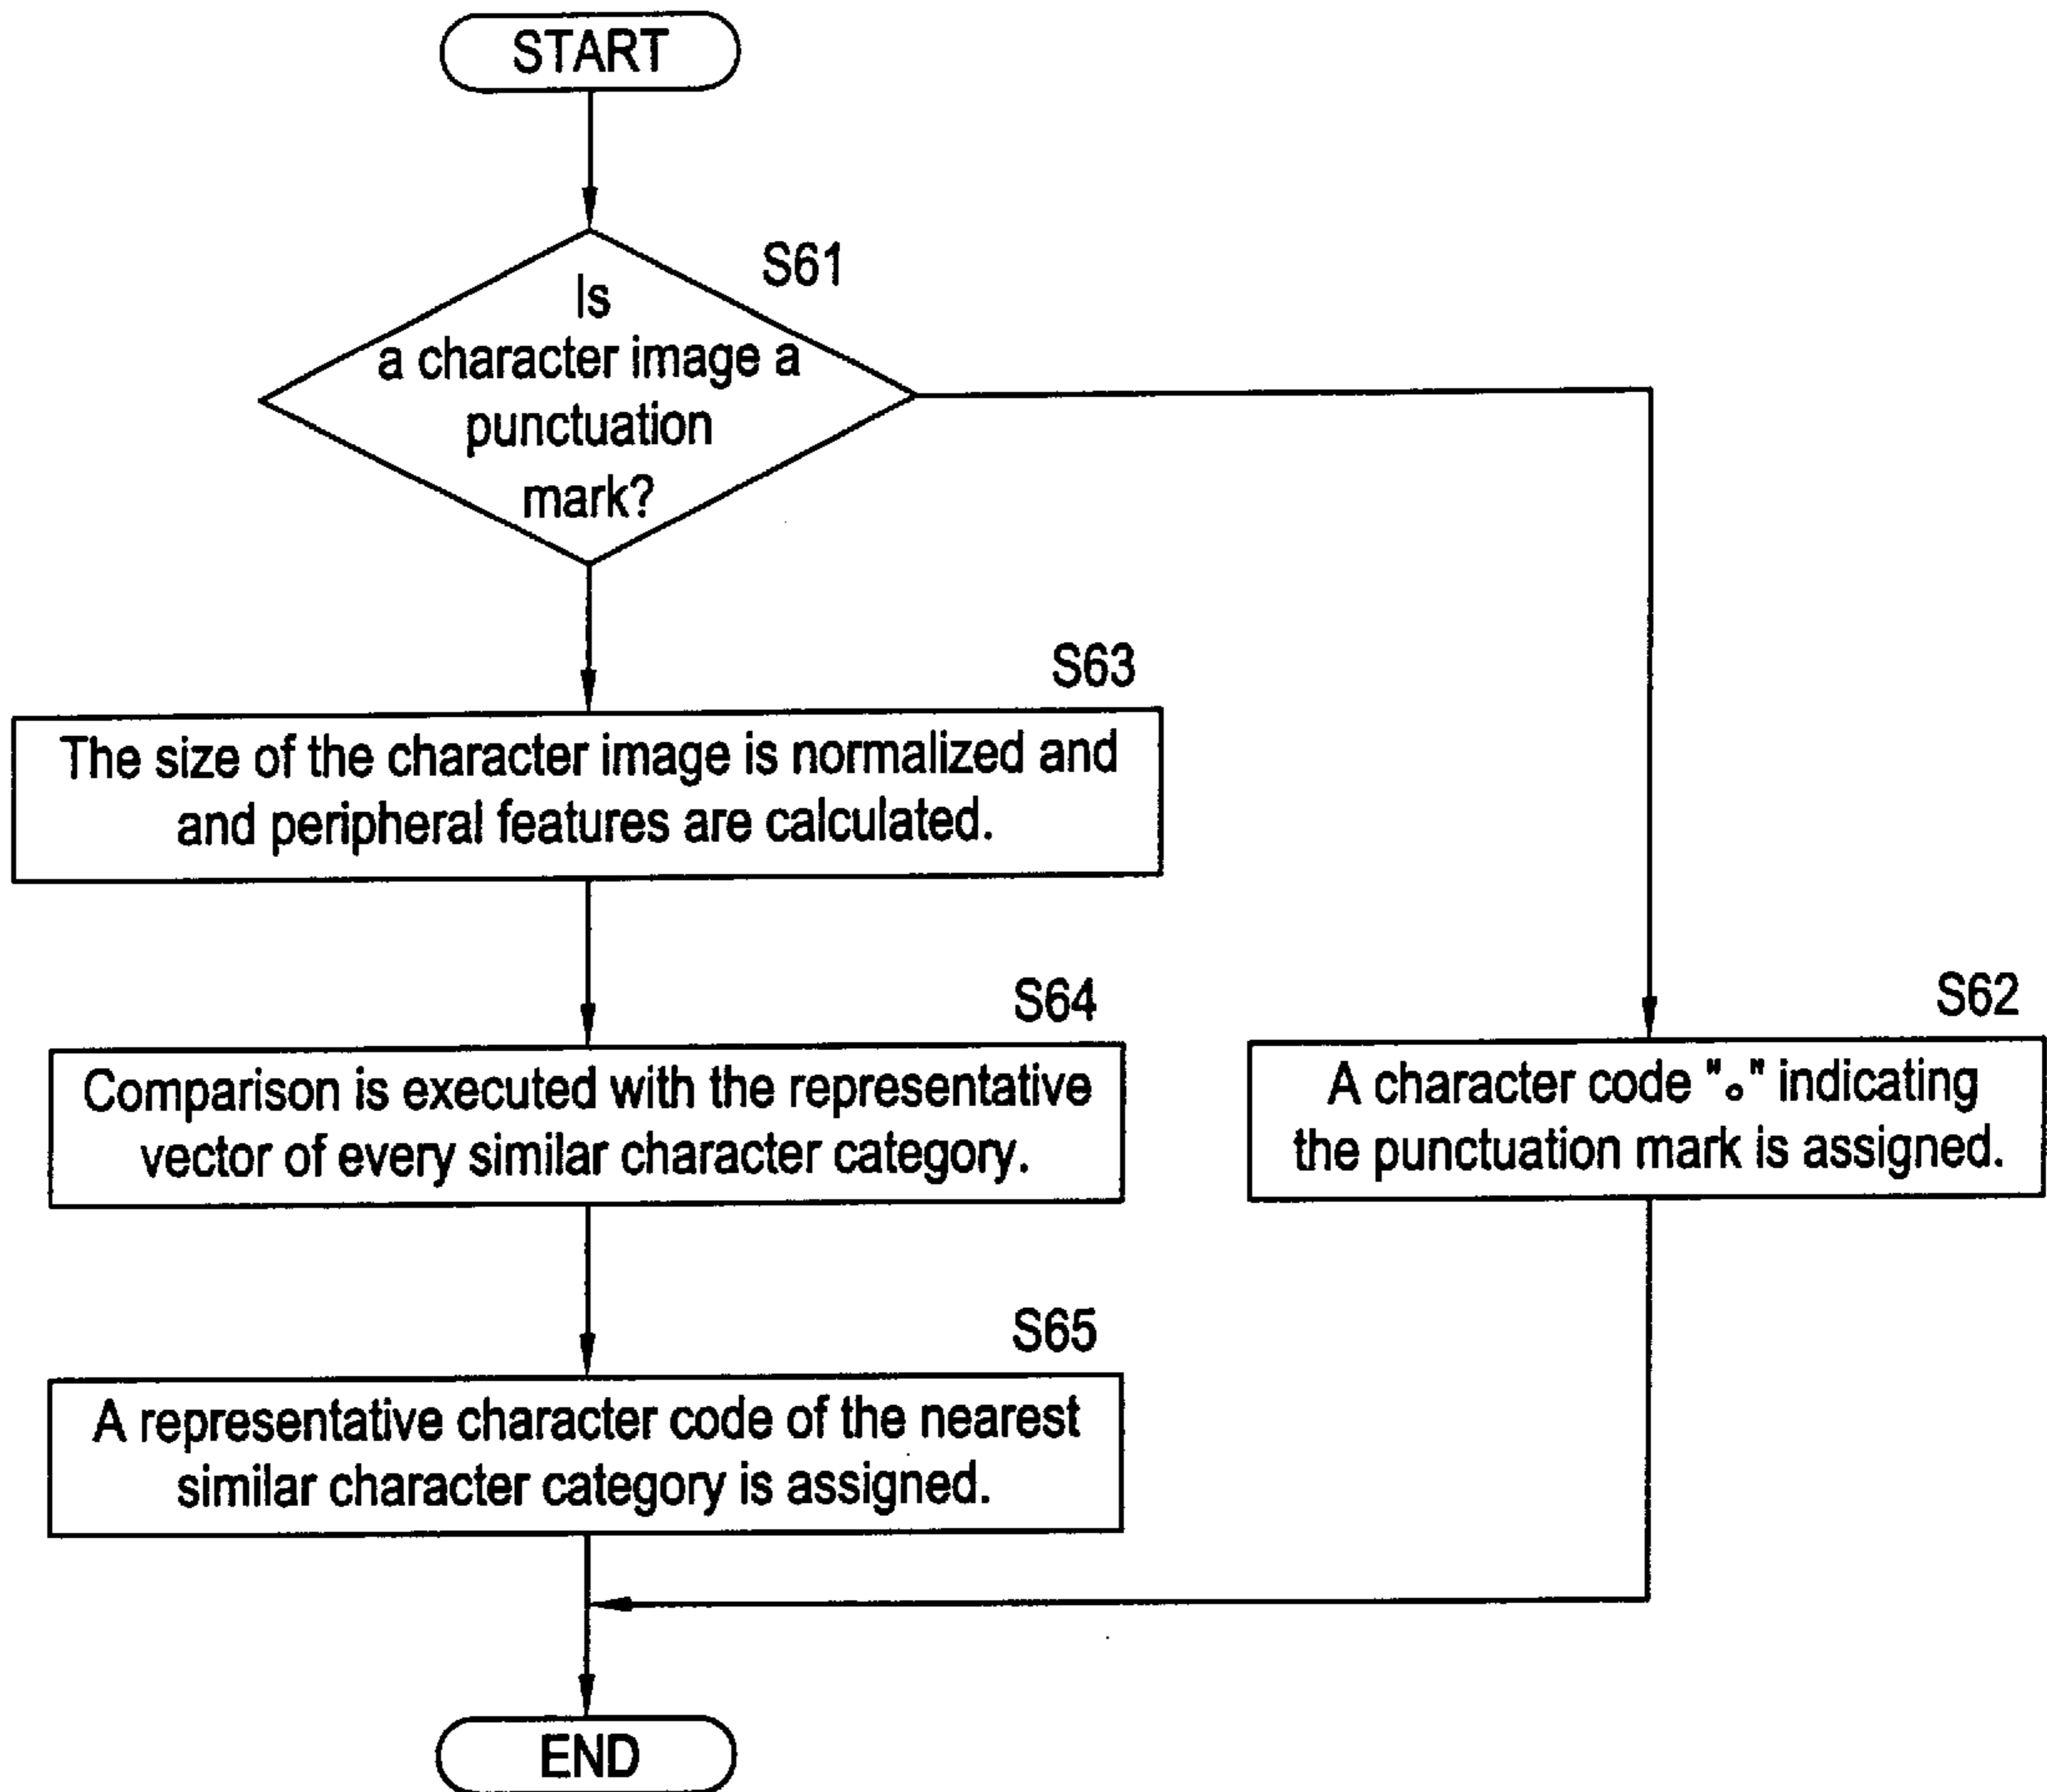 START
S61
Is
a character image a
punctuation
mark?
S63
The size of the character image is normalized and
and peripheral features are calculated.
S64
Comparison is executed with the representative
vector of every similar character category.
S62
A character code "。" indicating
the punctuation mark is assigned.
S65
A representative character code of the nearest
similar character category is assigned.
END